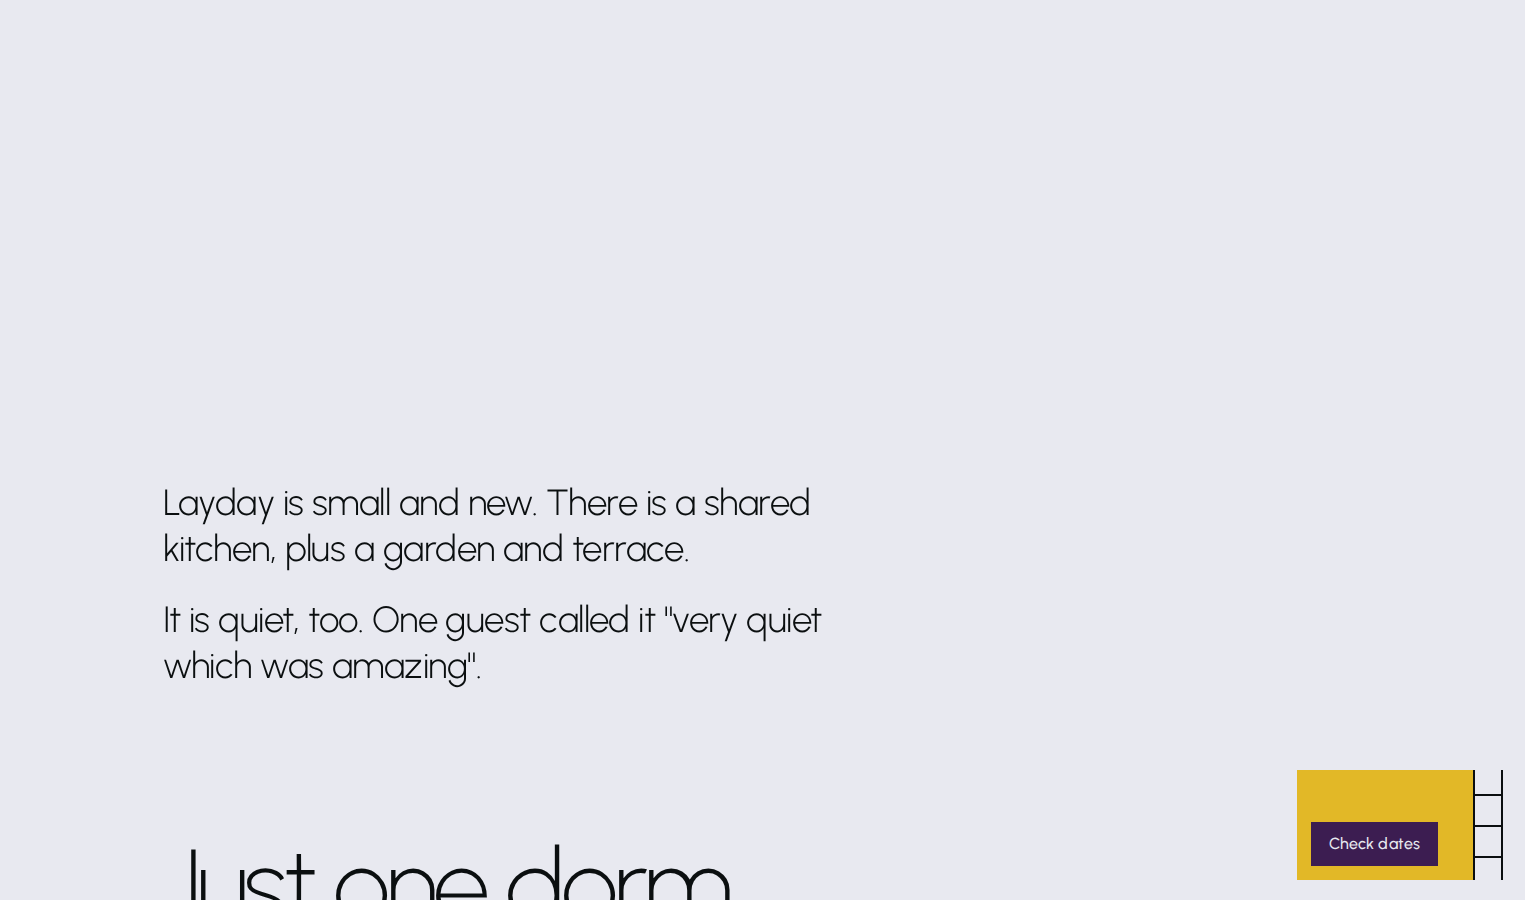 Layday is small and new. There is a shared
kitchen, plus a garden and terrace.
It is quiet, too. One guest called it "very quiet
which was amazing".
Check dates
Just one dorm